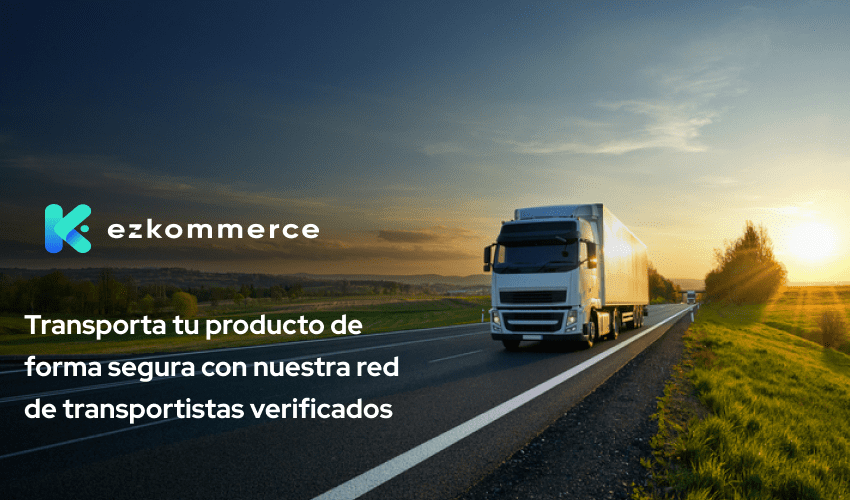 ezkommerce
Transporta tu producto de
forma segura con nuestra red
de transportistas verificados